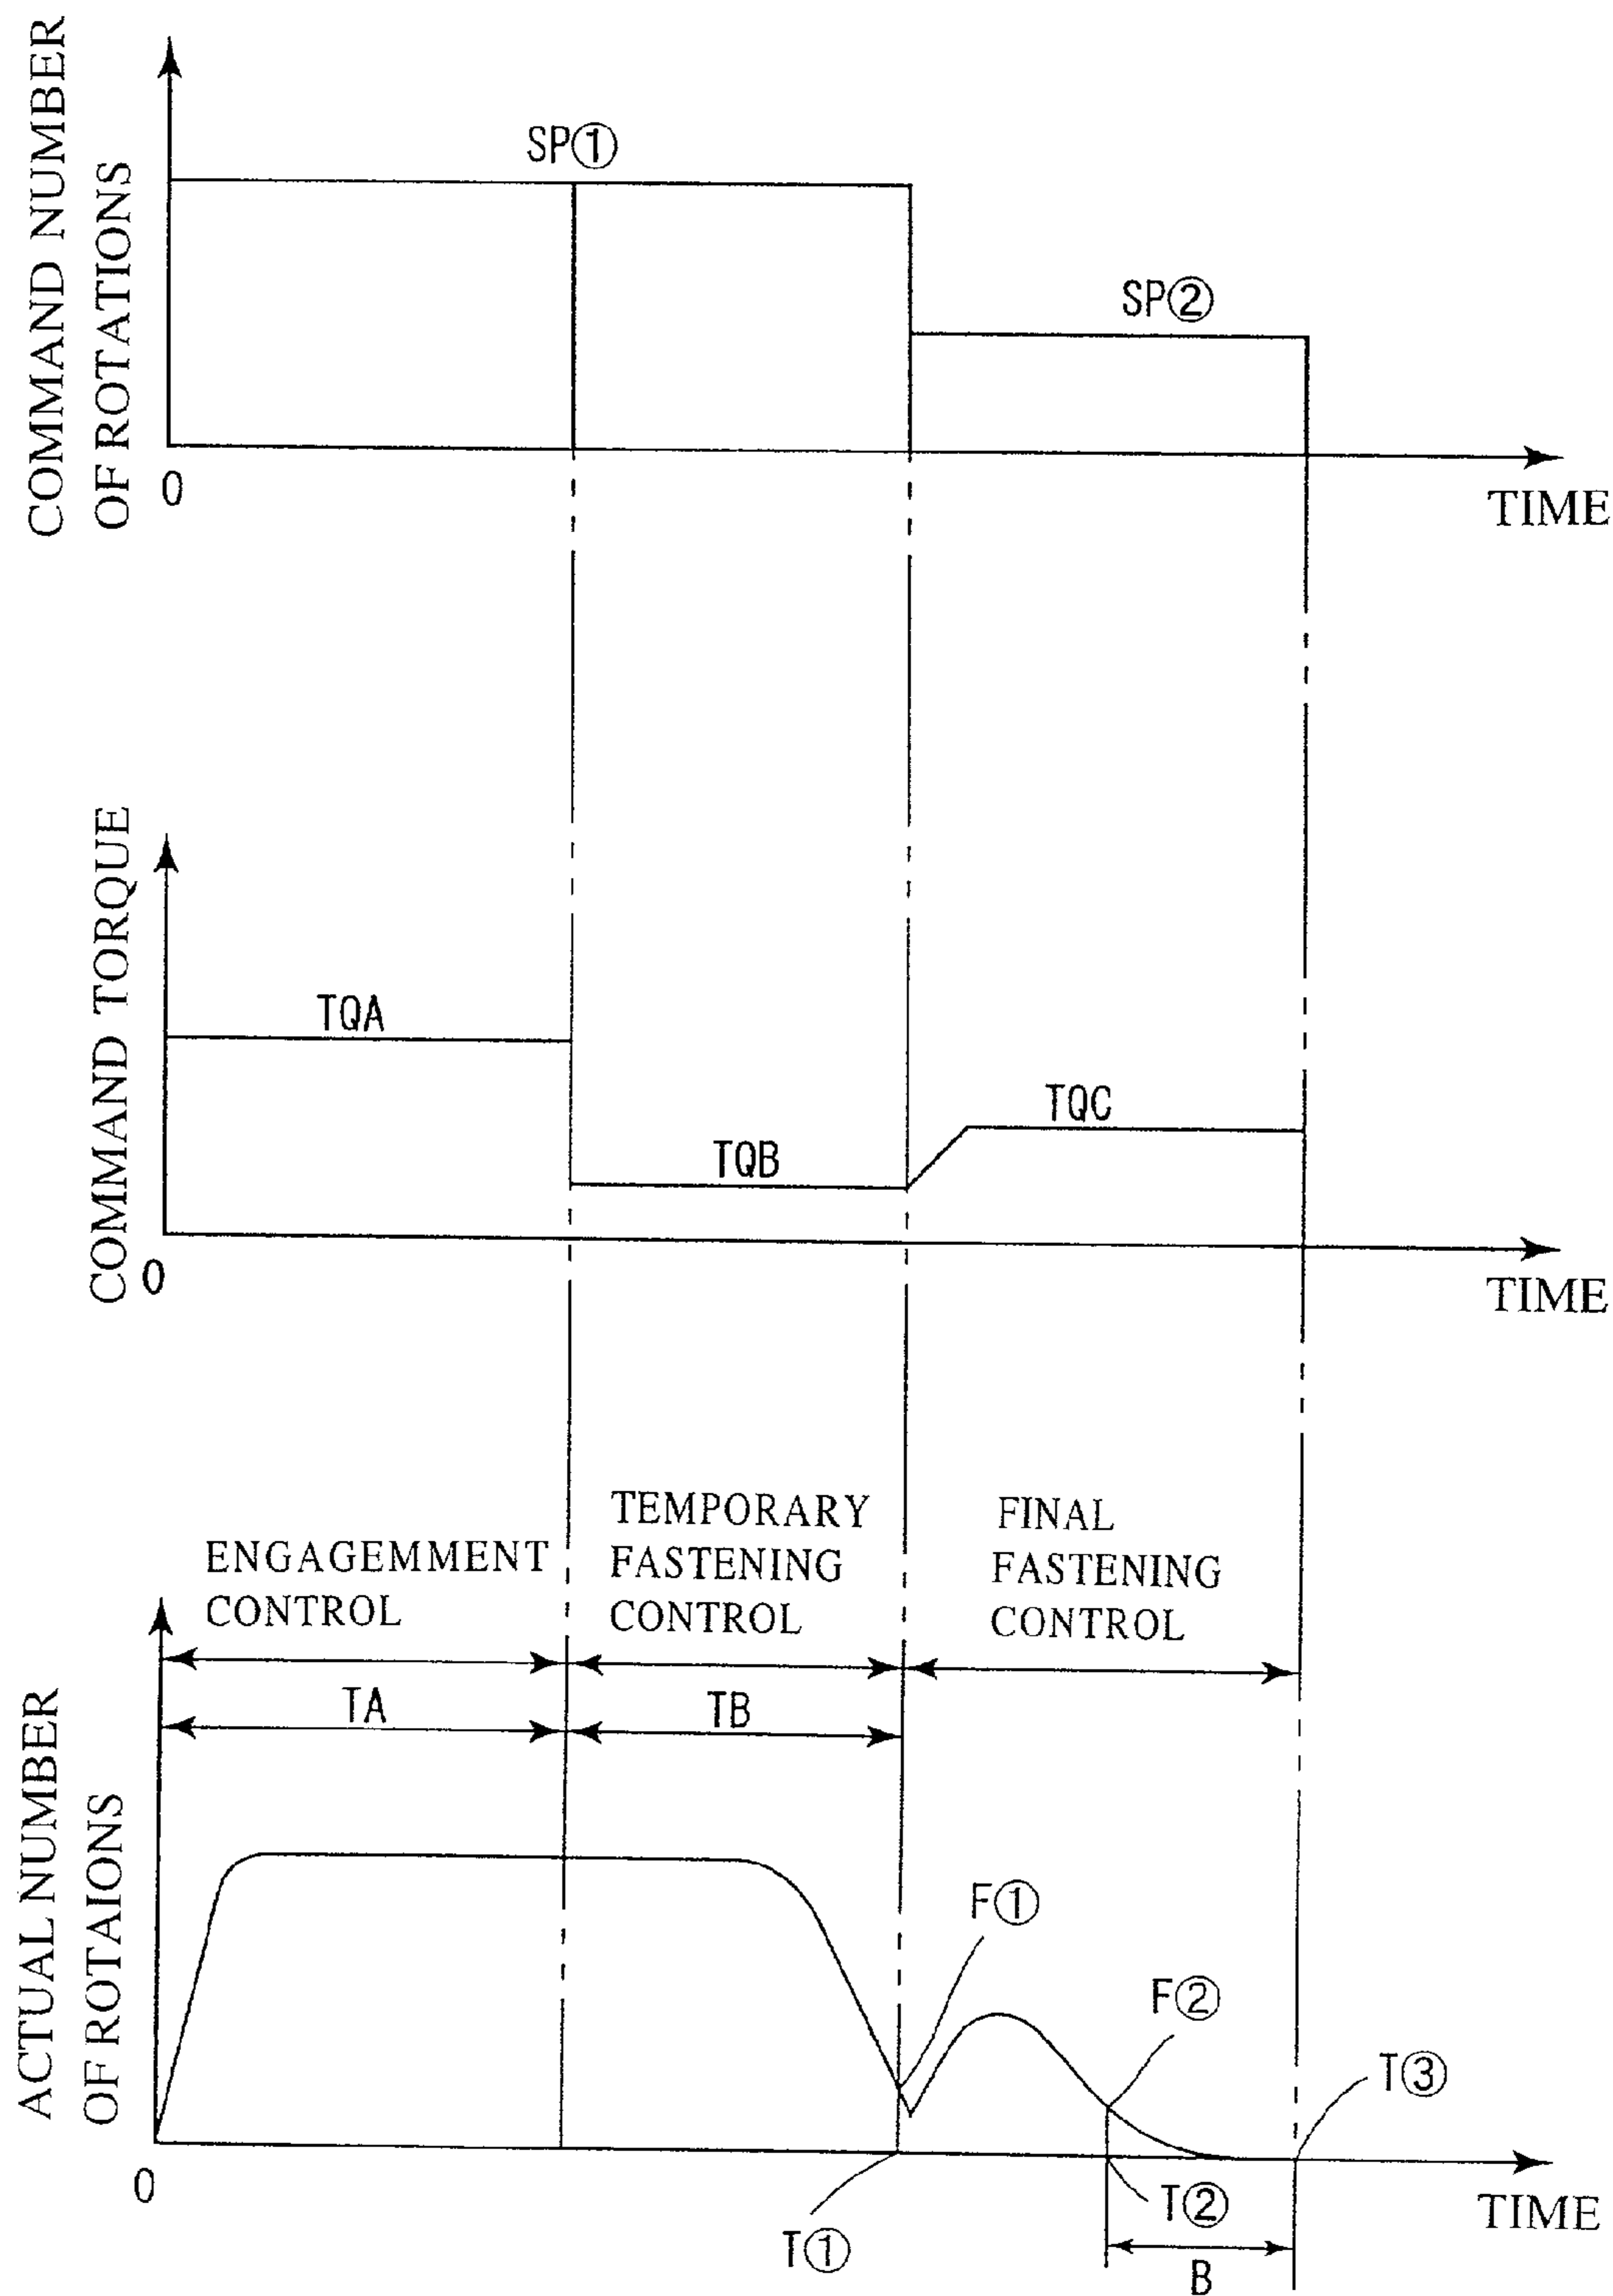 COMMAND NUMBER
OF ROTATIONS
SP①
SP②
0
TIME
COMMAND TORQUE
TQA
TQB
TQC
0
TIME
ENGAGEMMENT
CONTROL
TEMPORARY
FASTENING
CONTROL
FINAL
FASTENING
CONTROL
TA
TB
ACTUAL NUMBER
OF ROTAIONS
F①
F②
T③
0
T①
T②
TIME
B